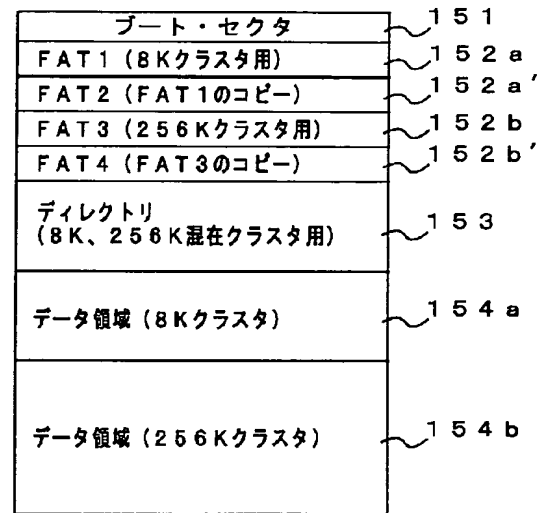 ブート・セクタ 151
FAT1(8Kクラスタ用) 152a
FAT2(FAT1のコピー) 152a'
FAT3(256Kクラスタ用) 152b
FAT4(FAT3のコピー) 152b'
ディレクトリ
(8K、256K混在クラスタ用) 153
データ領域(8Kクラスタ) 154a
データ領域(256Kクラスタ) 154b